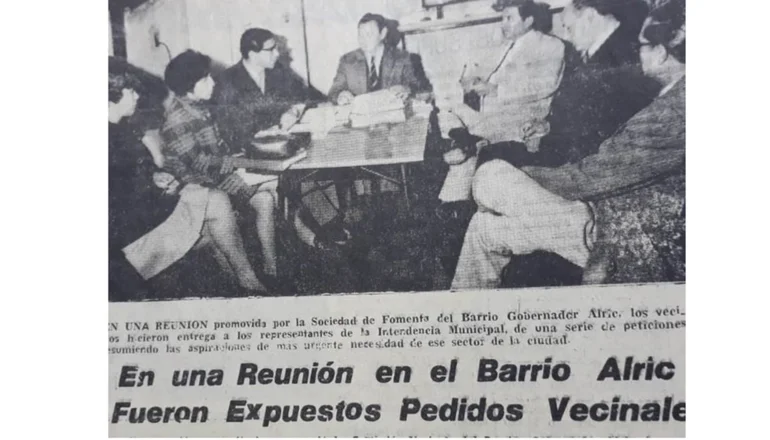 EN UNA REUNION promovida por la Sociedad de Fomento del Barrio Gobernador Alric, los veci-
nos hicieron entrega a los representantes de la Intendencia Municipal, de una serie de peticiones
resumiendo las aspiraciones de más urgente necesidad de ese sector de la ciudad.
En una Reunión en el Barrio Alric
Fueron Expuestos Pedidos Vecinale